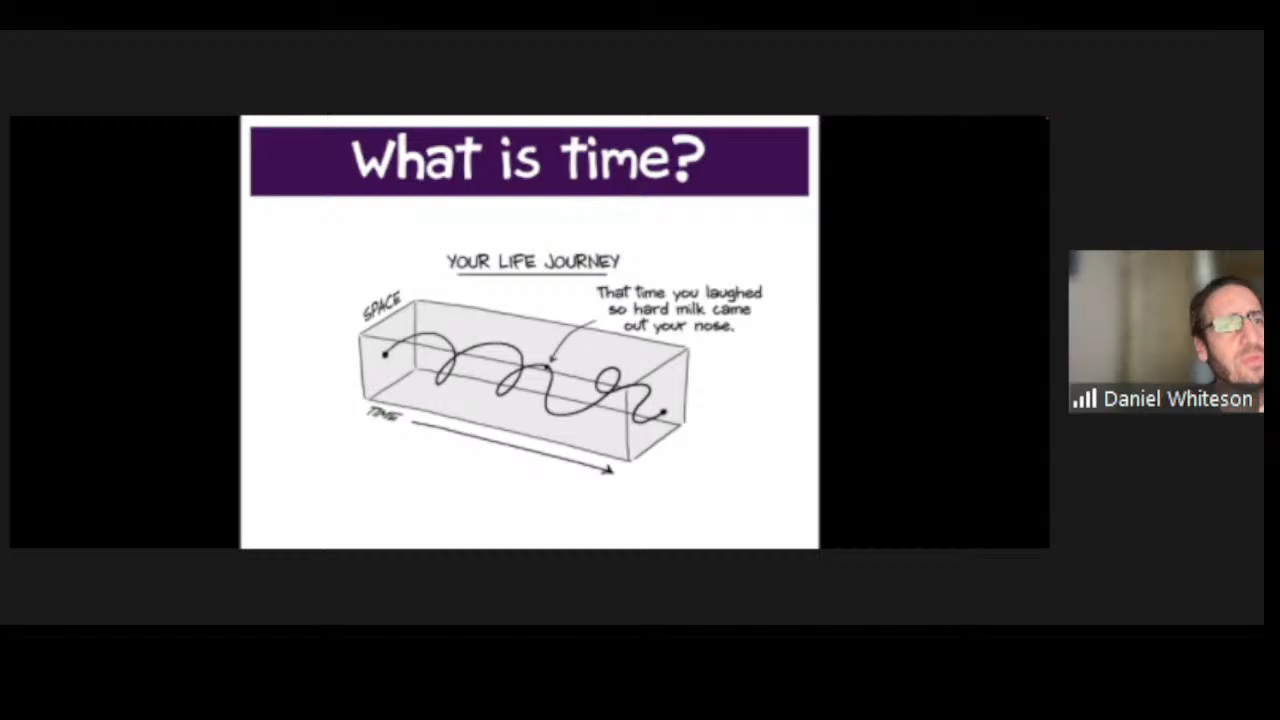 What is time?
YOUR LIFE JOURNEY
SPACE
That time you laughed
so hard milk came
out your nose.
TIME
Daniel Whiteson